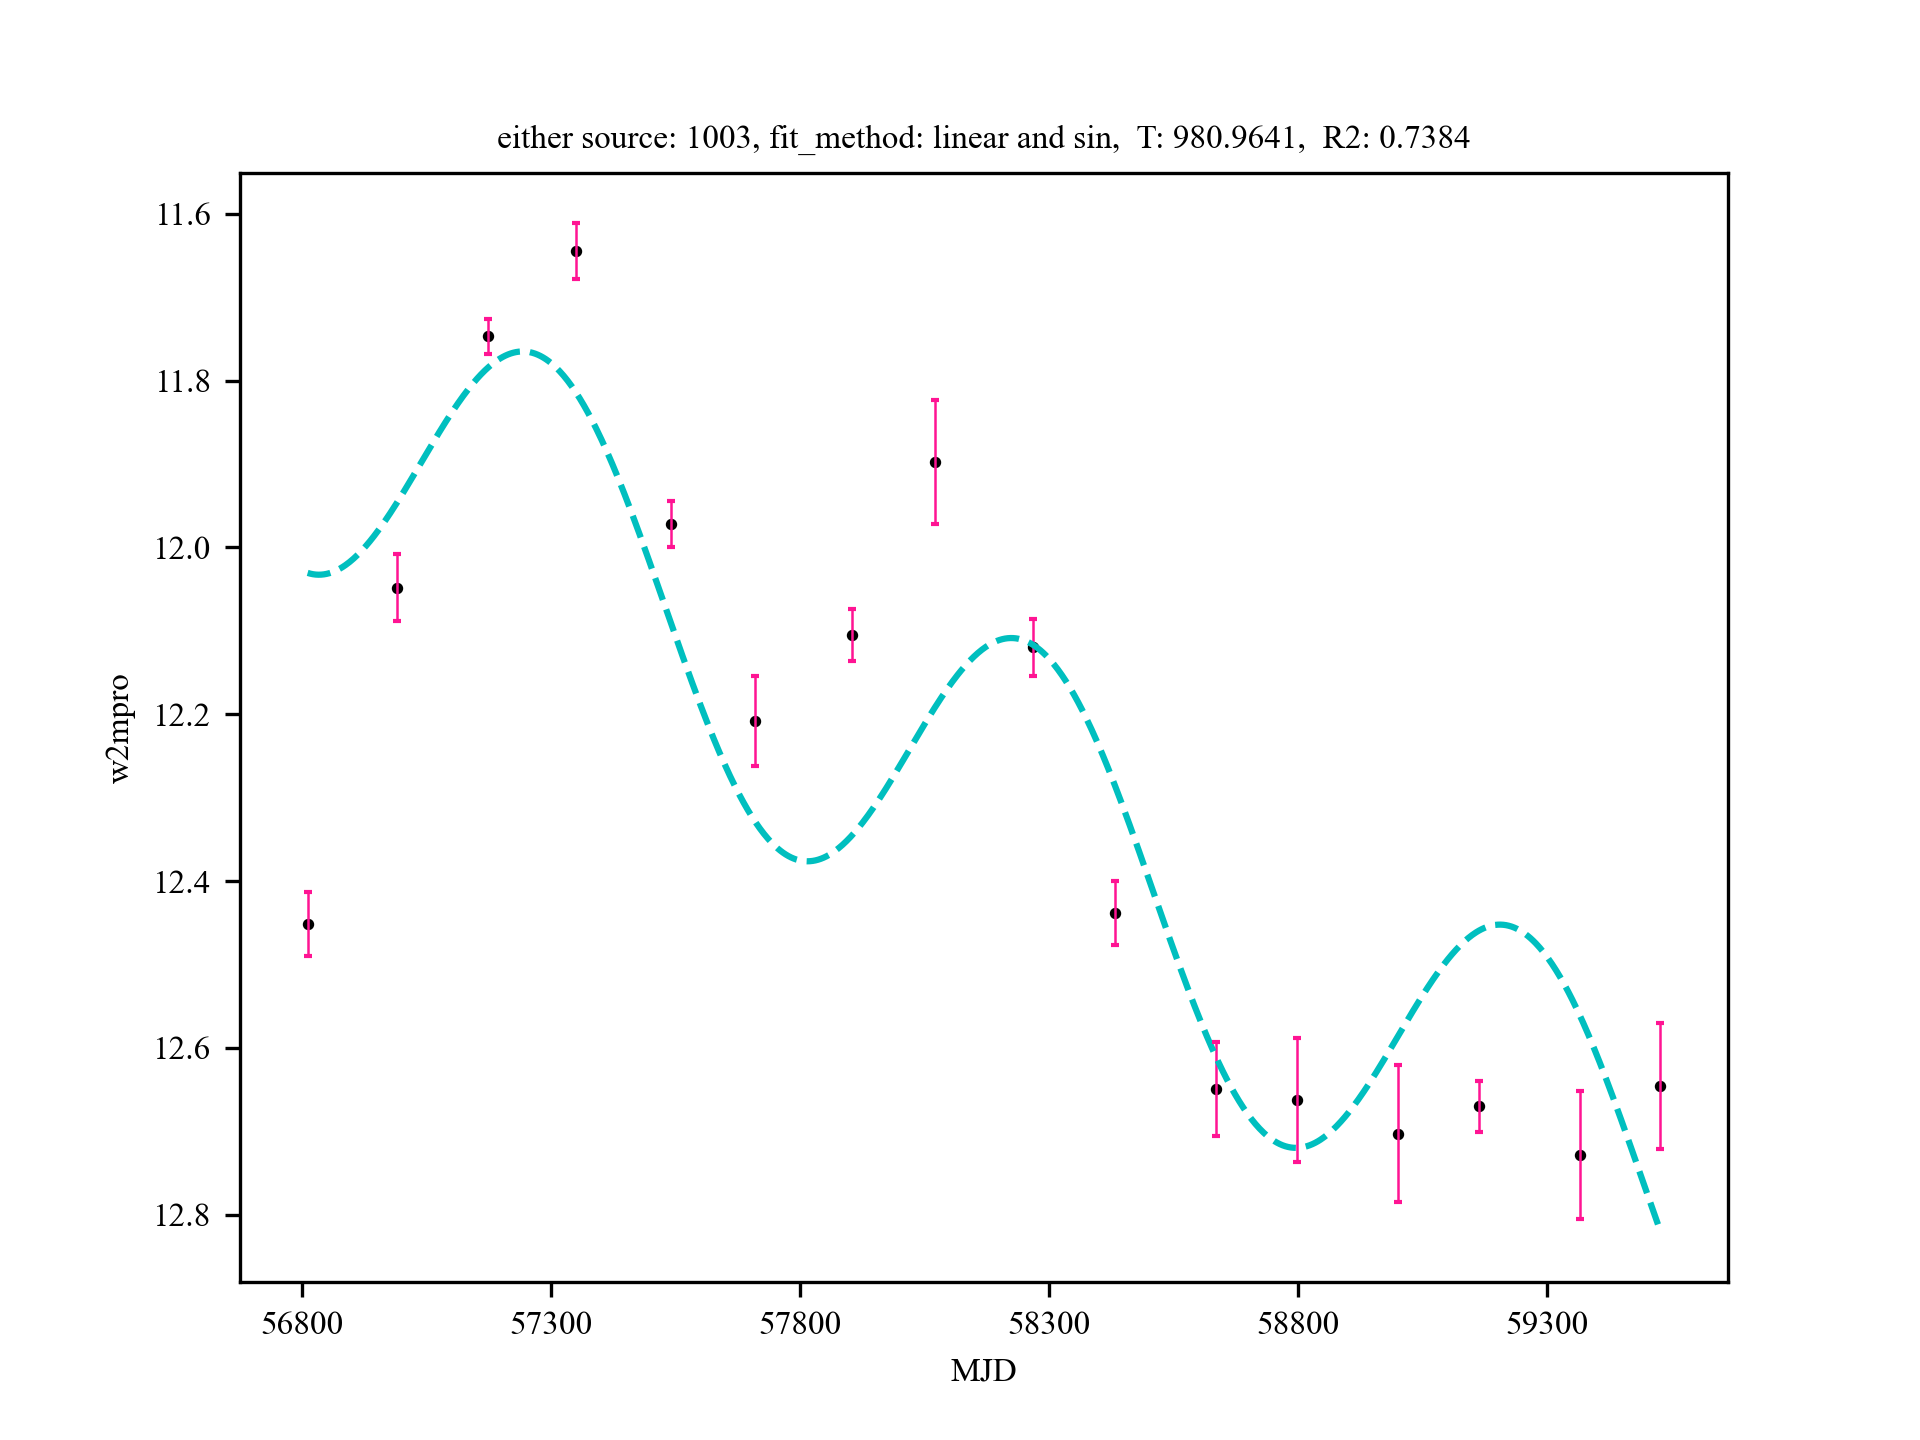 either source: 1003, fit_method: linear and sin,  T: 980.9641,  R2: 0.7384
11.6
11.8
12.0
12.2
12.4
12.6
12.8
w2mpro
56800 57300 57800 58300 58800 59300
MJD